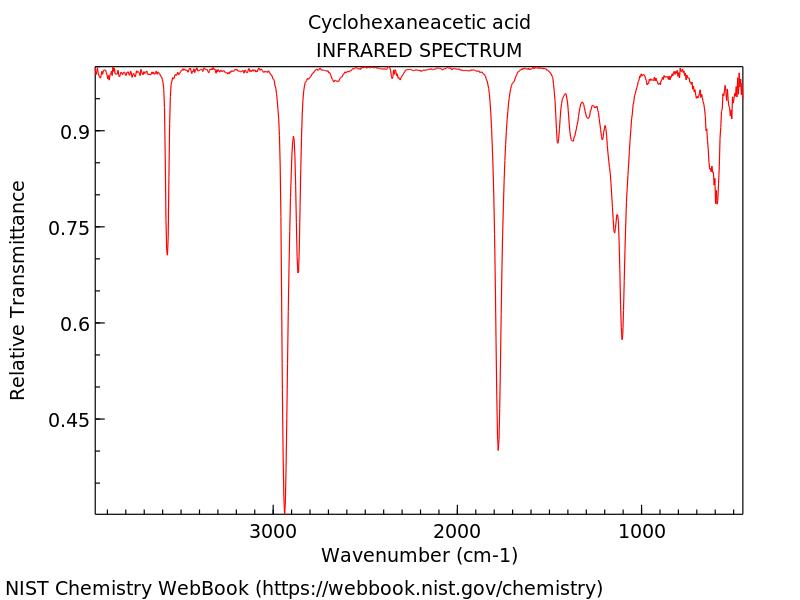 Cyclohexaneacetic acid
INFRARED SPECTRUM
0.9
0.75
0.6
0.45
Relative Transmittance
3000 2000 1000
Wavenumber (cm-1)
NIST Chemistry WebBook (https://webbook.nist.gov/chemistry)